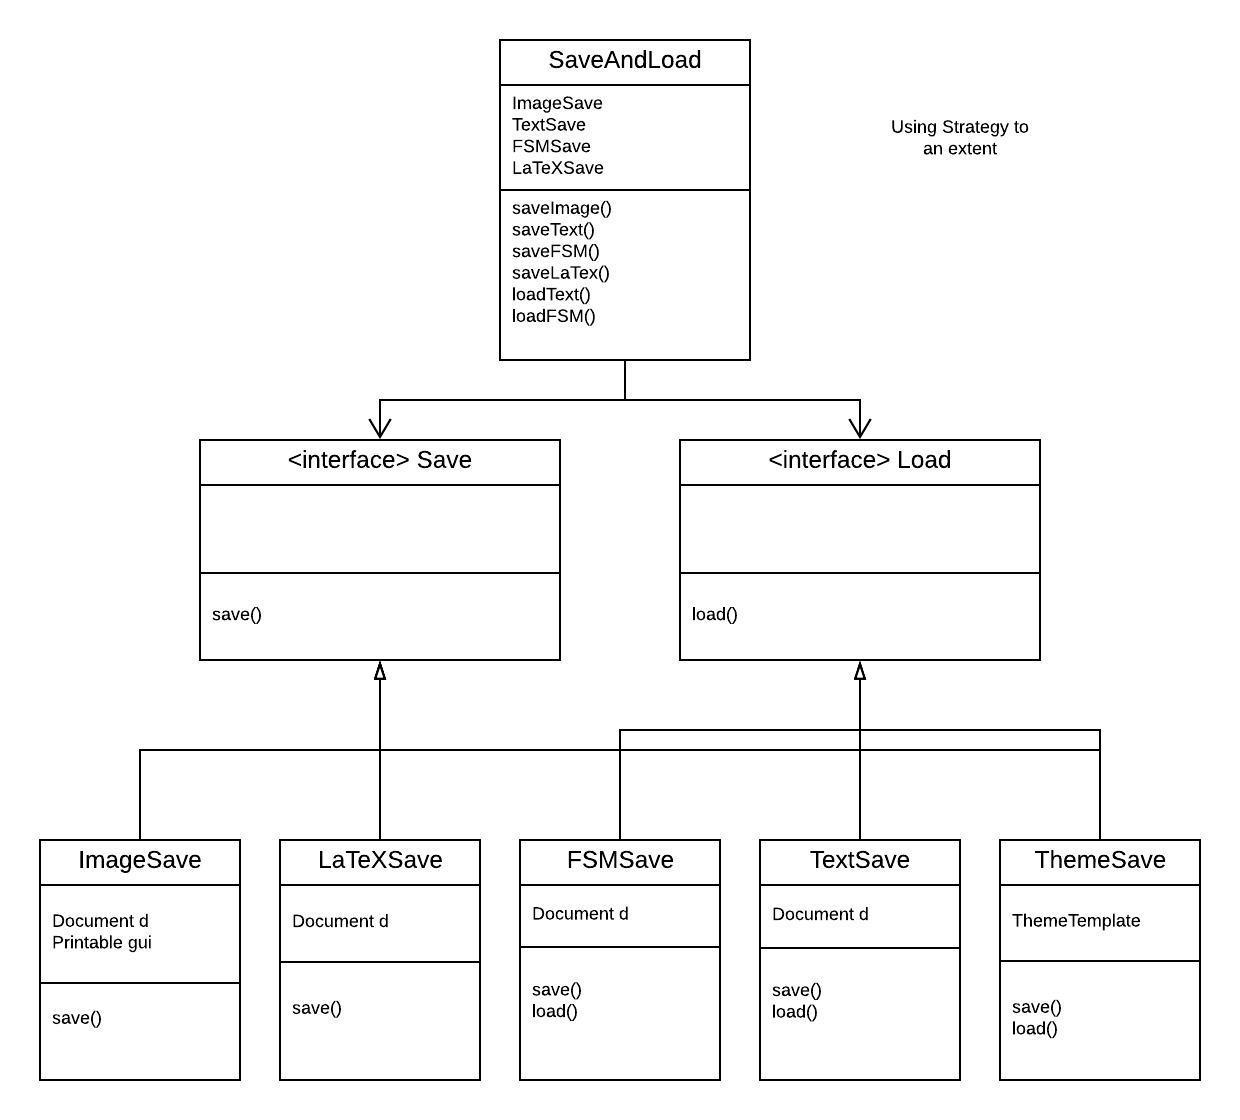 SaveAndLoad
ImageSave
TextSave
FSMSave
LaTeXSave
saveImage()
saveText()
saveFSM()
saveLaTex()
loadText()
loadFSM()
Using Strategy to
an extent
<interface> Save
save()
<interface> Load
load()
ImageSave
Document d
Printable gui
save()
LaTeXSave
Document d
save()
FSMSave
Document d
save()
load()
TextSave
Document d
save()
load()
ThemeSave
ThemeTemplate
save()
load()